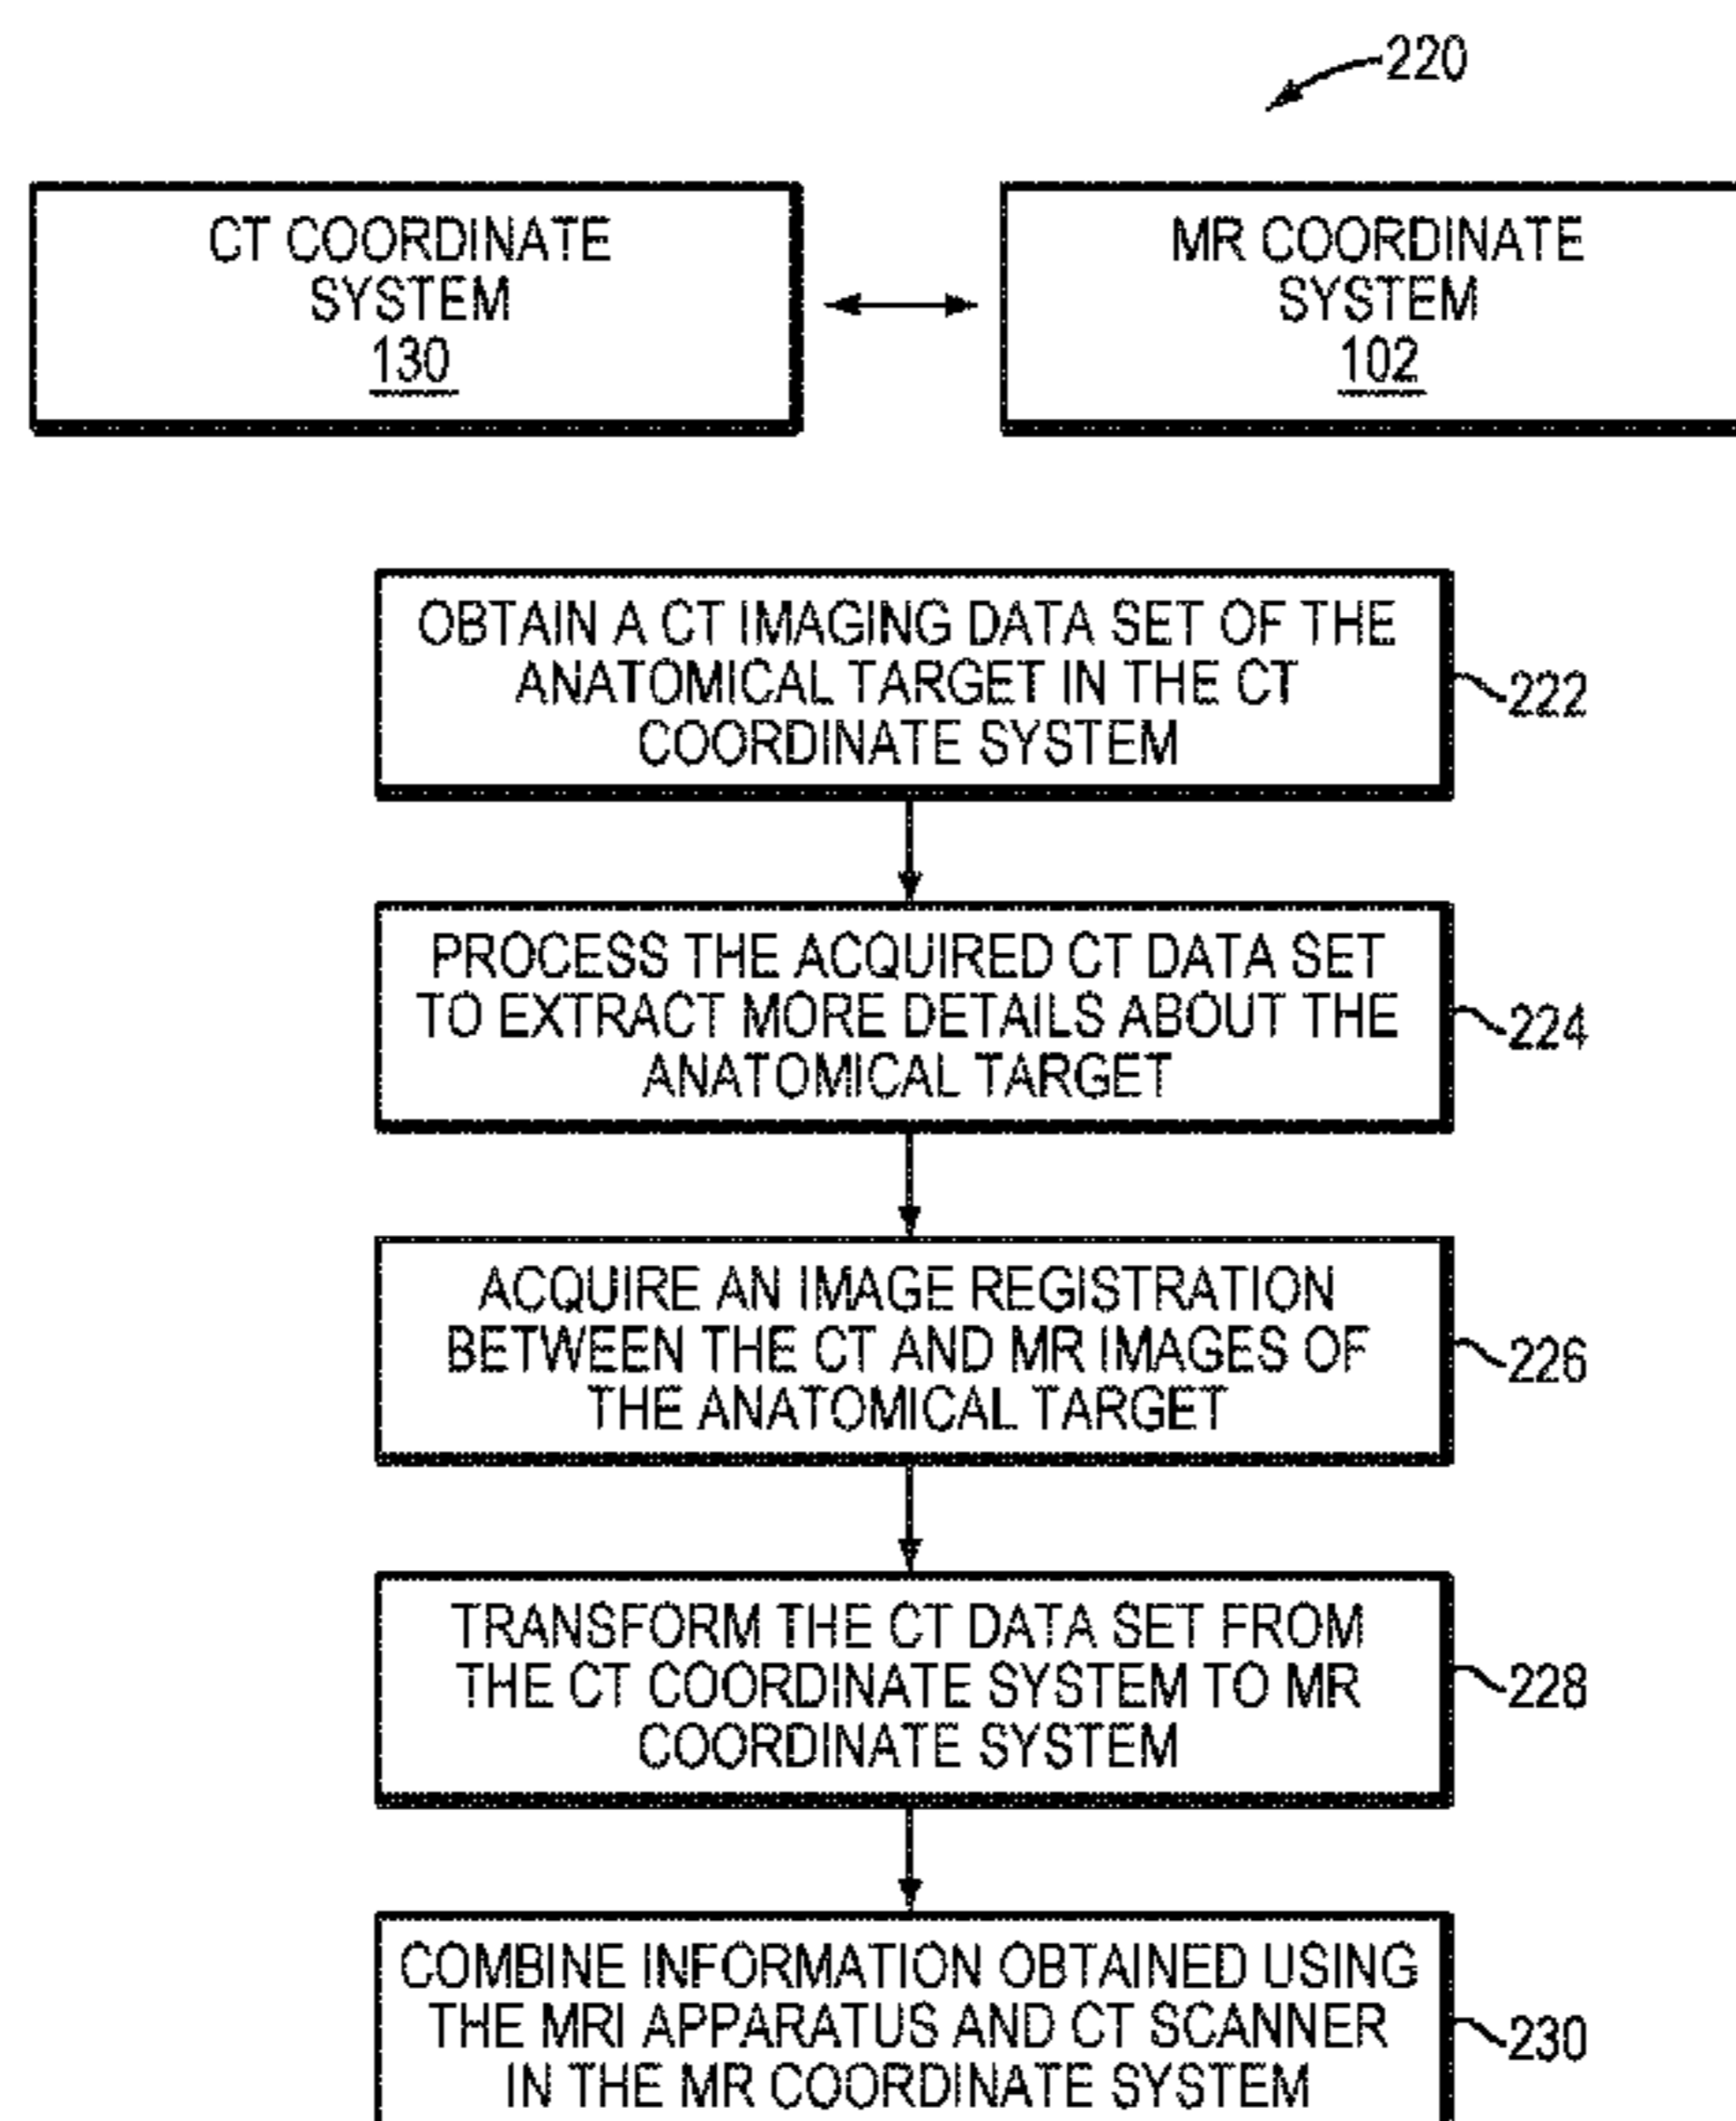 220
CT COORDINATE
SYSTEM
130
MR COORDINATE
SYSTEM
102
OBTAIN A CT IMAGING DATA SET OF THE
ANATOMICAL TARGET IN THE CT
COORDINATE SYSTEM
222
PROCESS THE ACQUIRED CT DATA SET
TO EXTRACT MORE DETAILS ABOUT THE
ANATOMICAL TARGET
224
ACQUIRE AN IMAGE REGISTRATION
BETWEEN THE CT AND MR IMAGES OF
THE ANATOMICAL TARGET
226
TRANSFORM THE CT DATA SET FROM
THE CT COORDINATE SYSTEM TO MR
COORDINATE SYSTEM
228
COMBINE INFORMATION OBTAINED USING
THE MRI APPARATUS AND CT SCANNER
IN THE MR COORDINATE SYSTEM
230